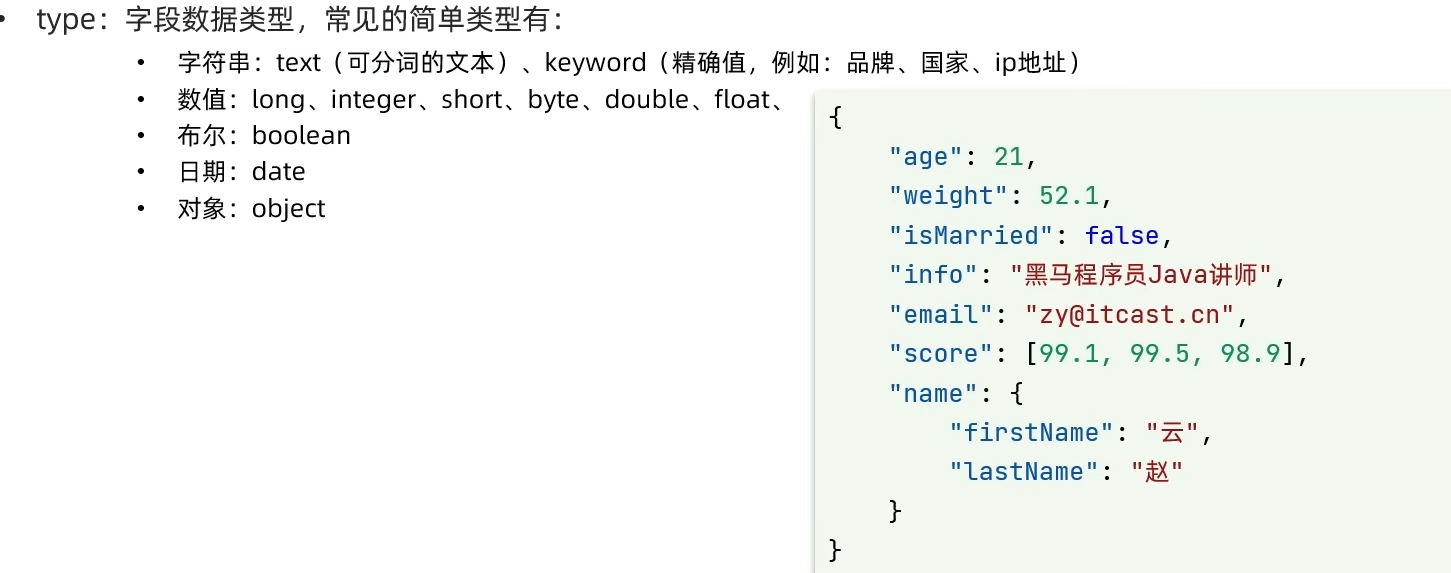 • type：字段数据类型，常见的简单类型有：
• 字符串：text（可分词的文本）、keyword（精确值，例如：品牌、国家、ip地址）
• 数值：long、integer、short、byte、double、float、
• 布尔：boolean
• 日期：date
• 对象：object
{
    "age": 21,
    "weight": 52.1,
    "isMarried": false,
    "info": "黑马程序员Java讲师",
    "email": "zy@itcast.cn",
    "score": [99.1, 99.5, 98.9],
    "name": {
        "firstName": "云",
        "lastName": "赵"
    }
}